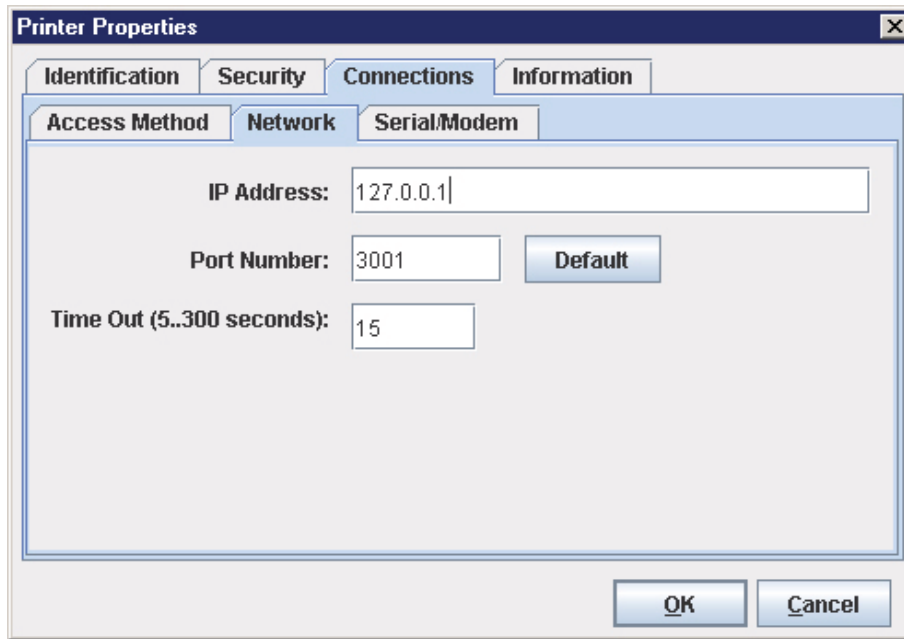 Printer Properties
Identification Security Connections Information
Access Method Network Serial/Modem
IP Address: 127.0.0.1
Port Number: 3001 Default
Time Out (5..300 seconds): 15
OK Cancel